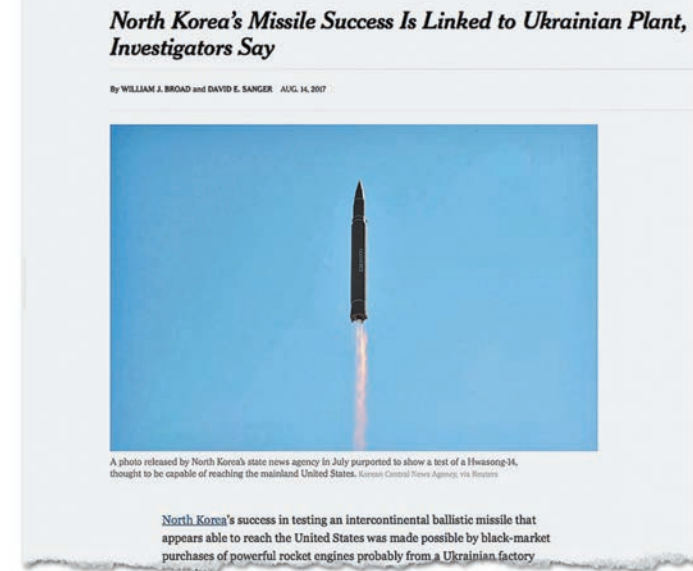 North Korea's Missile Success Is Linked to Ukrainian Plant,
Investigators Say
By WILLIAM J. BROAD and DAVID E. SANGER AUG. 14, 2017
A photo released by North Korea's state news agency in July purported to show a test of a Hwasong-14,
thought to be capable of reaching the mainland United States. Korean Central News Agency, via Reuters
North Korea's success in testing an intercontinental ballistic missile that
appears able to reach the United States was made possible by black-market
purchases of powerful rocket engines probably from a Ukrainian factory